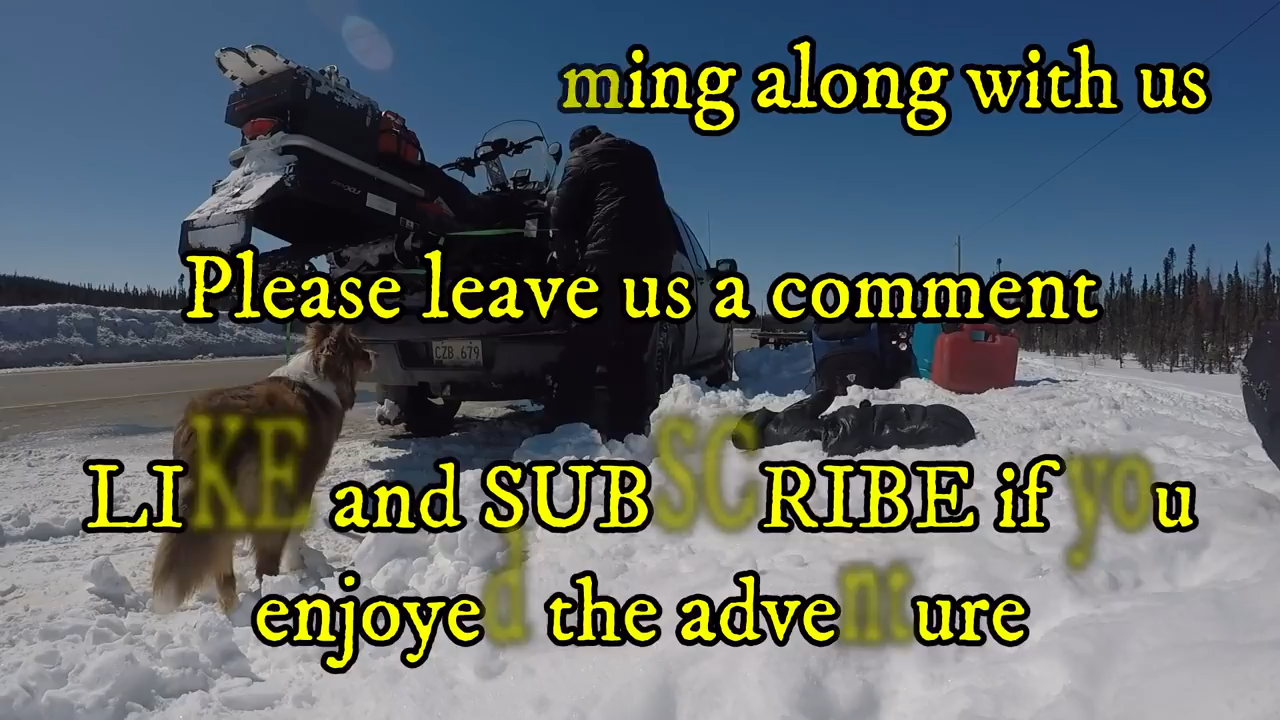 ming along with us
Please leave us a comment
CZB 679
LIKE and SUBSCRIBE if you
enjoyed the adventure